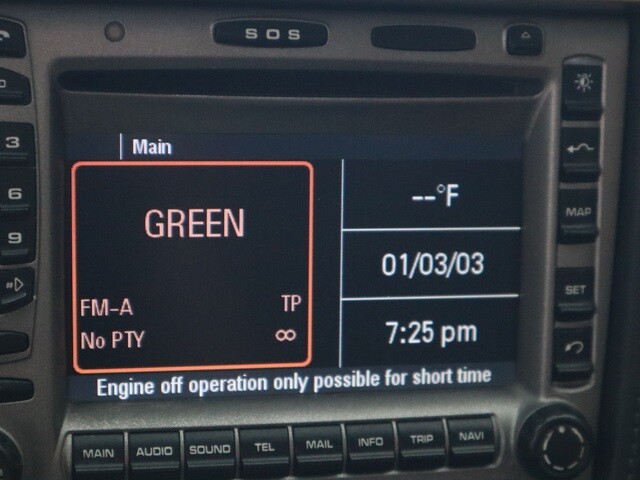 SOS
Main
GREEN
FM-A TP
No PTY ∞
--°F
01/03/03
7:25 pm
Engine off operation only possible for short time
3
6
9
MAP
SET
MAIN AUDIO SOUND TEL MAIL INFO TRIP NAVI